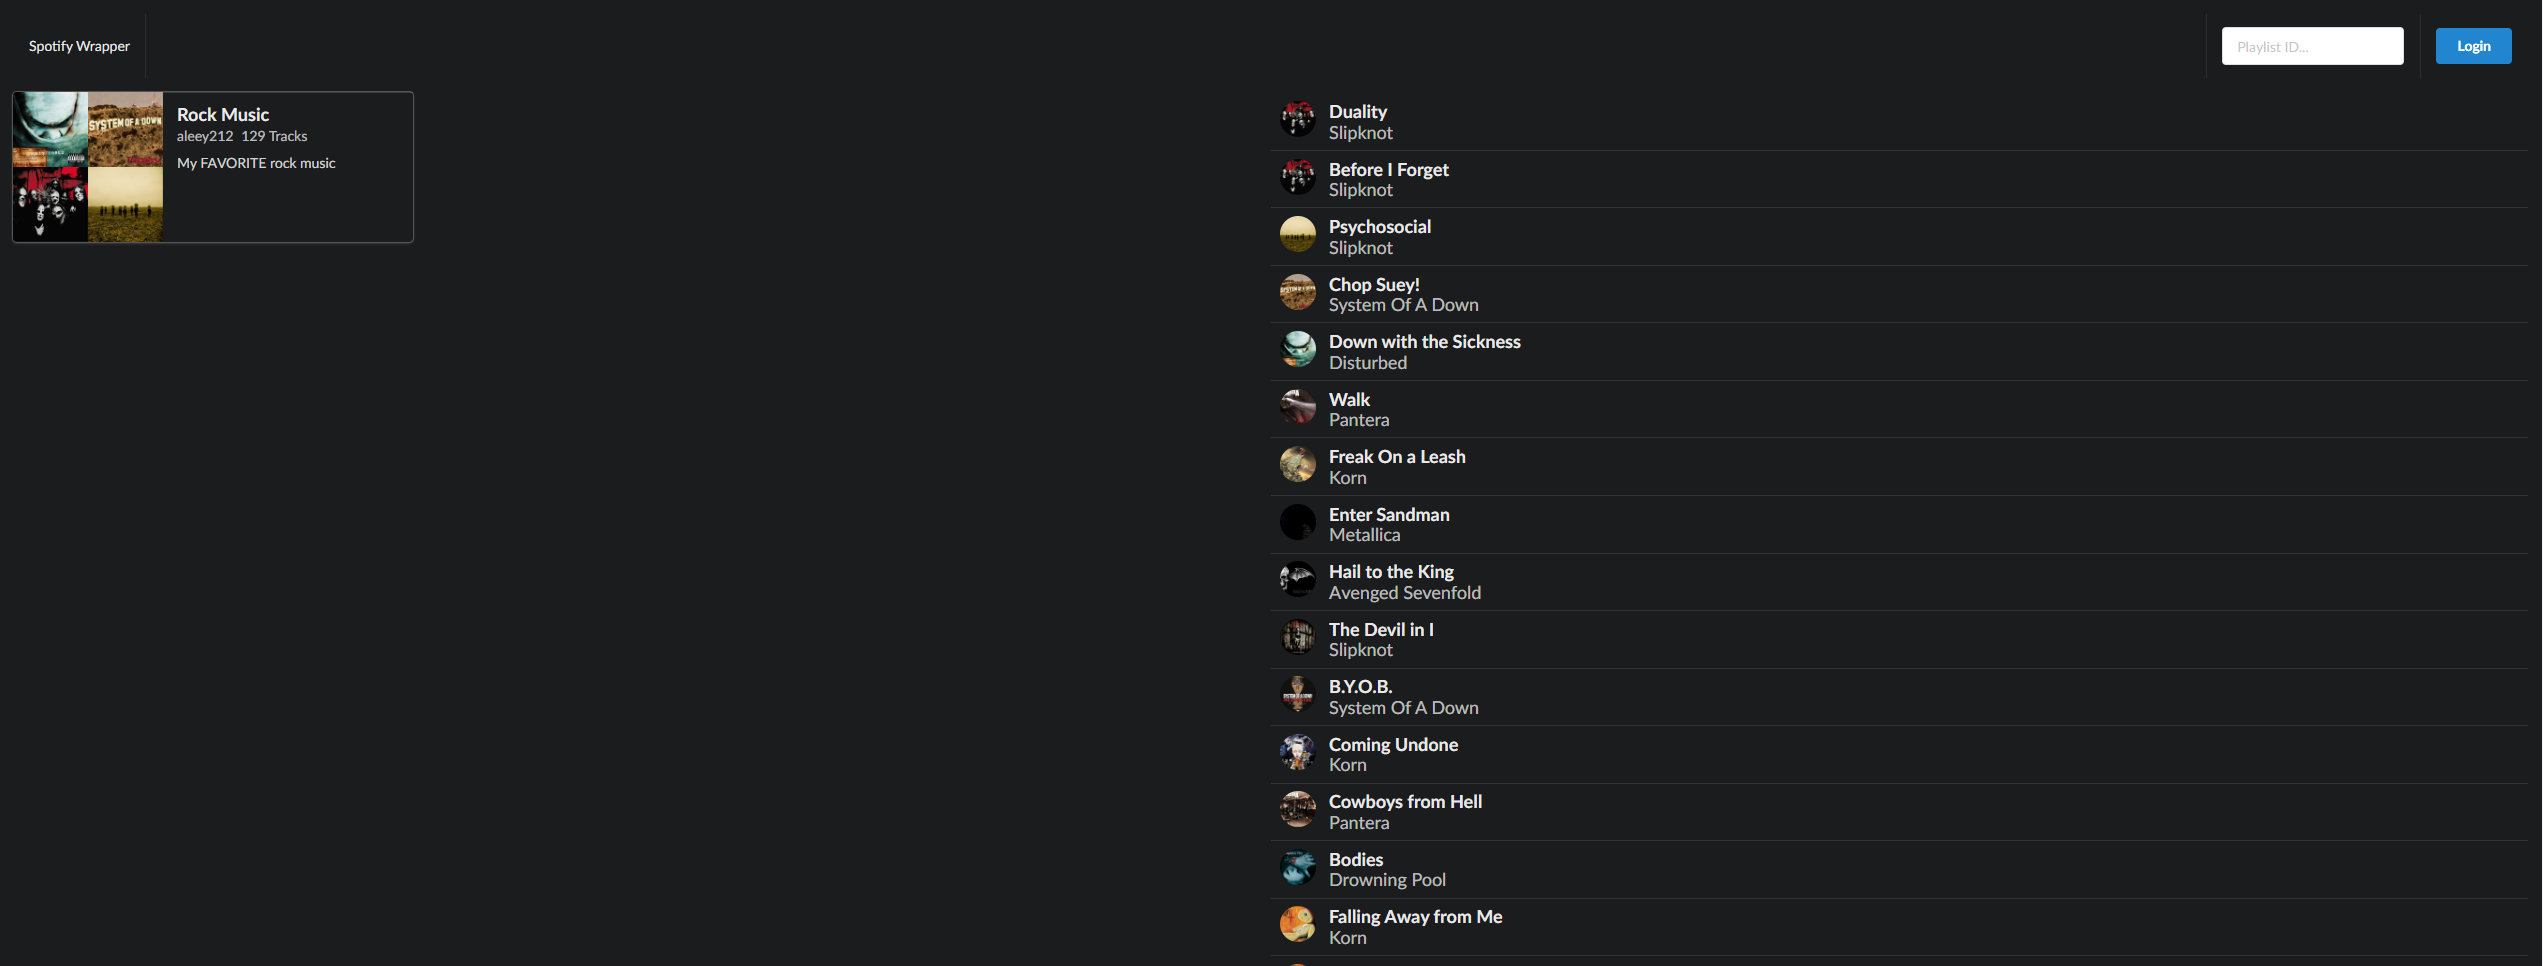 Spotify Wrapper
Playlist ID...
Login
SYSTEM OF A DOWN
Rock Music
aleey212 129 Tracks
My FAVORITE rock music
Duality
Slipknot
Before I Forget
Slipknot
Psychosocial
Slipknot
Chop Suey!
System Of A Down
Down with the Sickness
Disturbed
Walk
Pantera
Freak On a Leash
Korn
Enter Sandman
Metallica
Hail to the King
Avenged Sevenfold
The Devil in I
Slipknot
B.Y.O.B.
System Of A Down
Coming Undone
Korn
Cowboys from Hell
Pantera
Bodies
Drowning Pool
Falling Away from Me
Korn